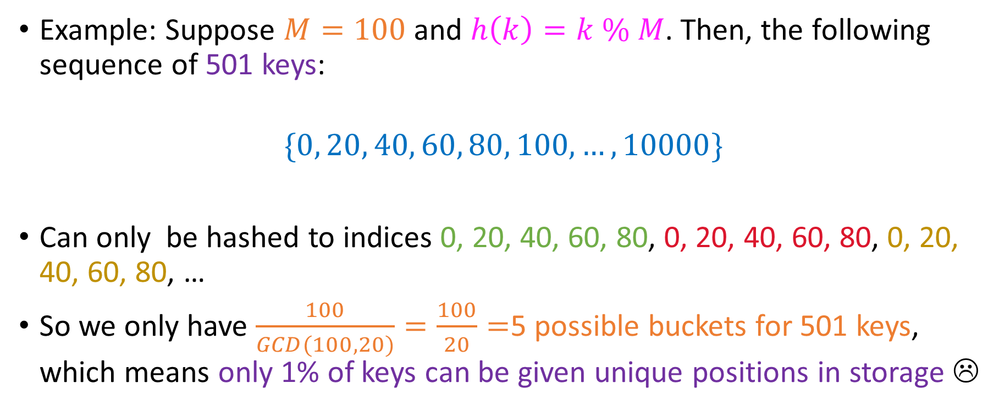 • Example: Suppose M = 100 and h(k) = k % M. Then, the following
sequence of 501 keys:
{0, 20, 40, 60, 80, 100, … , 10000}
• Can only  be hashed to indices 0, 20, 40, 60, 80, 0, 20, 40, 60, 80, 0, 20,
40, 60, 80, …
• So we only have 100/GCD(100,20) = 100/20 =5 possible buckets for 501 keys,
which means only 1% of keys can be given unique positions in storage ☹